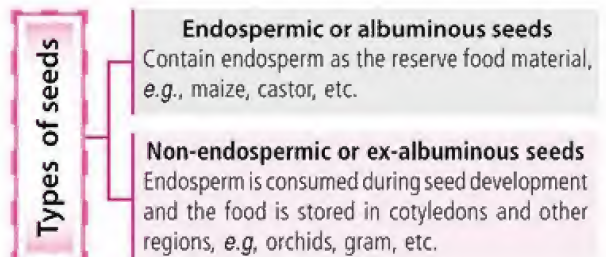 Types of seeds
Endospermic or albuminous seeds
Contain endosperm as the reserve food material,
e.g., maize, castor, etc.
Non-endospermic or ex-albuminous seeds
Endosperm is consumed during seed development
and the food is stored in cotyledons and other
regions, e.g, orchids, gram, etc.